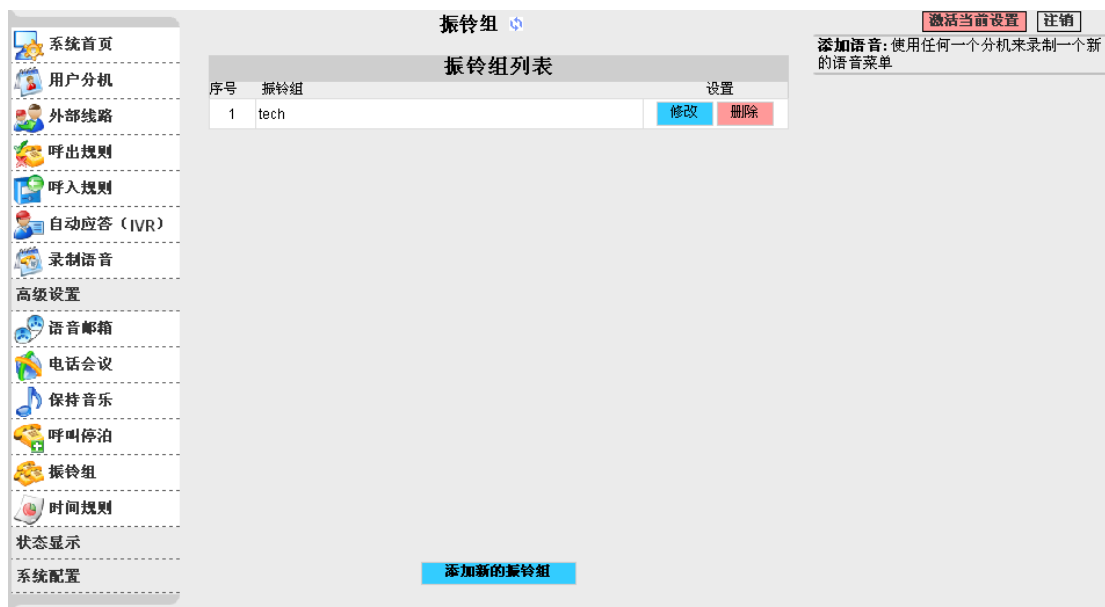 系统首页
用户分机
外部线路
呼出规则
呼入规则
自动应答（IVR）
录制语音
高级设置
语音邮箱
电话会议
保持音乐
呼叫停泊
振铃组
时间规则
状态显示
系统配置
振铃组
振铃组列表
序号 振铃组 设置
1 tech 修改 删除
添加新的振铃组
激活当前设置 注销
添加语音: 使用任何一个分机来录制一个新
的语音菜单